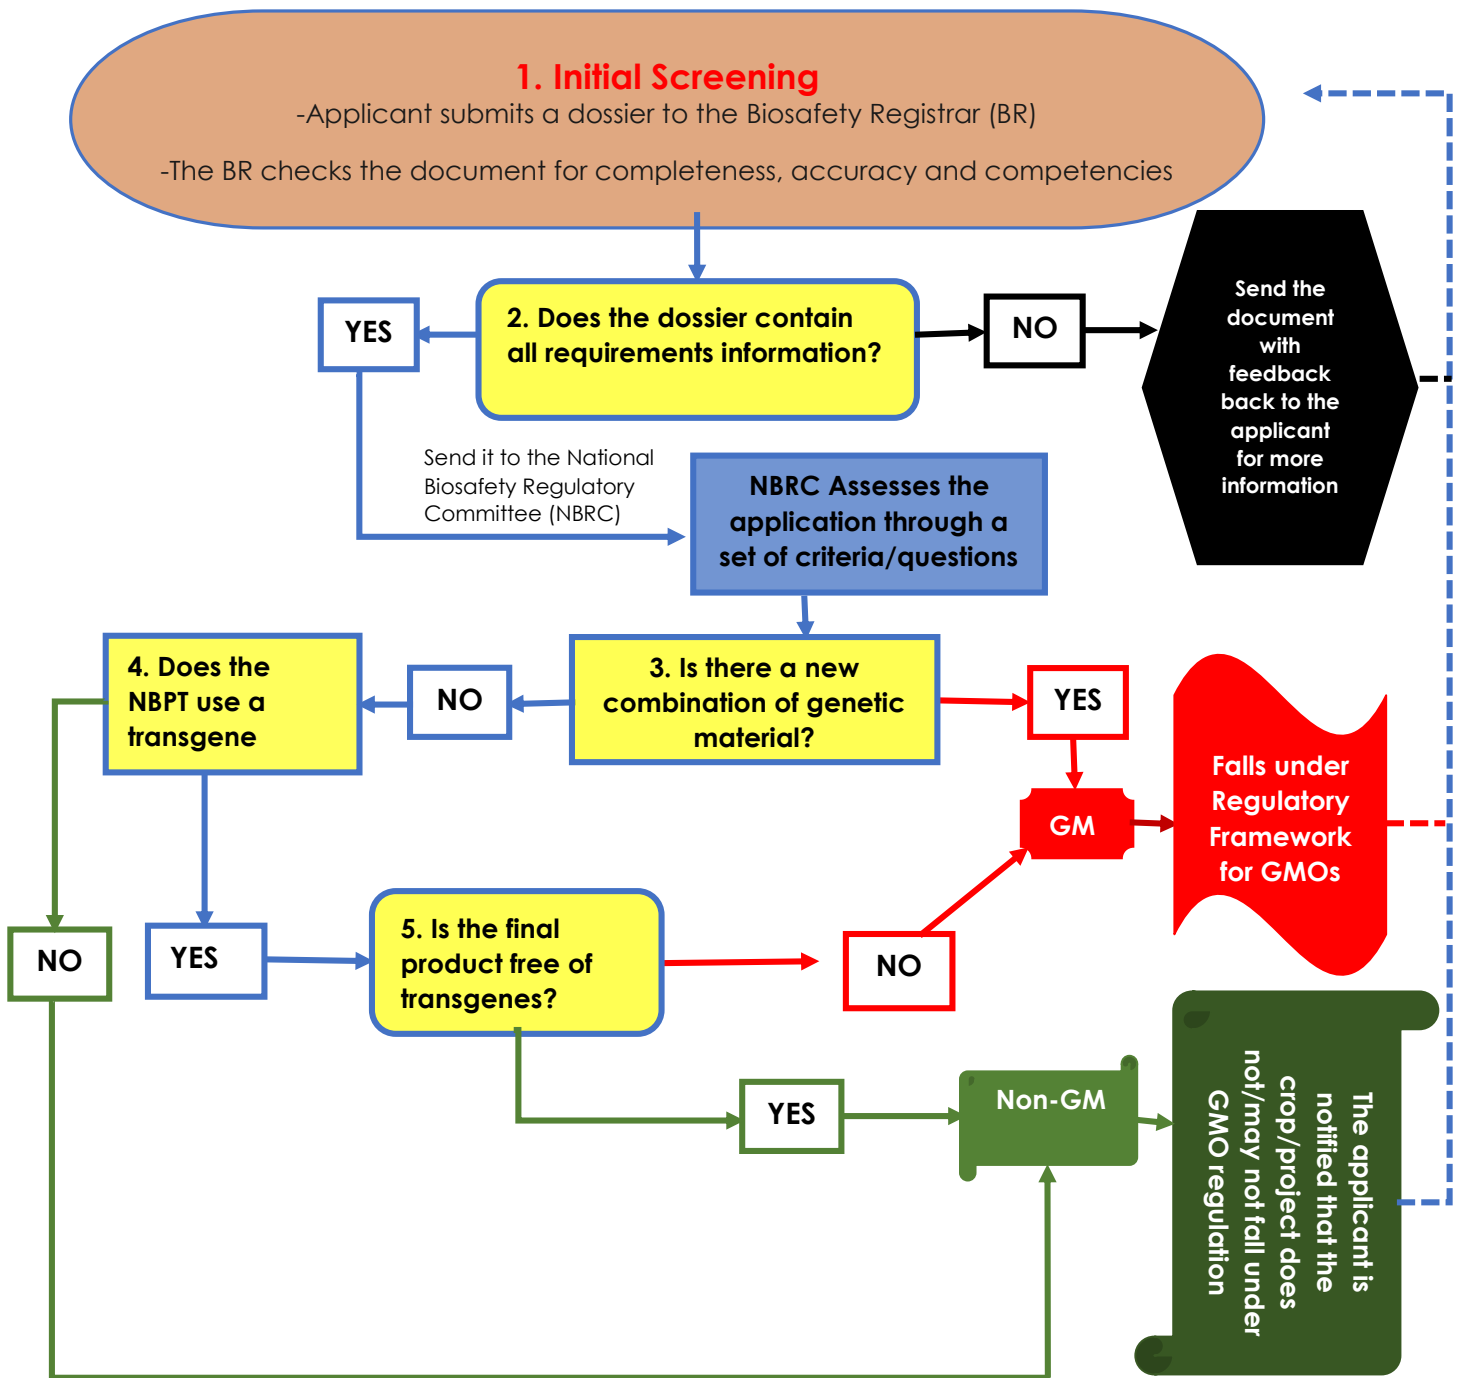 1. Initial Screening
-Applicant submits a dossier to the Biosafety Registrar (BR)
-The BR checks the document for completeness, accuracy and competencies
2. Does the dossier contain
all requirements information?
YES
NO
Send the
document
with
feedback
back to the
applicant
for more
information
Send it to the National
Biosafety Regulatory
Committee (NBRC)
NBRC Assesses the
application through a
set of criteria/questions
3. Is there a new
combination of genetic
material?
NO
YES
4. Does the
NBPT use a
transgene
GM
Falls under
Regulatory
Framework
for GMOs
NO
YES
5. Is the final
product free of
transgenes?
NO
YES
Non-GM
The applicant is
notified that the
crop/project does
not/may not fall under
GMO regulation